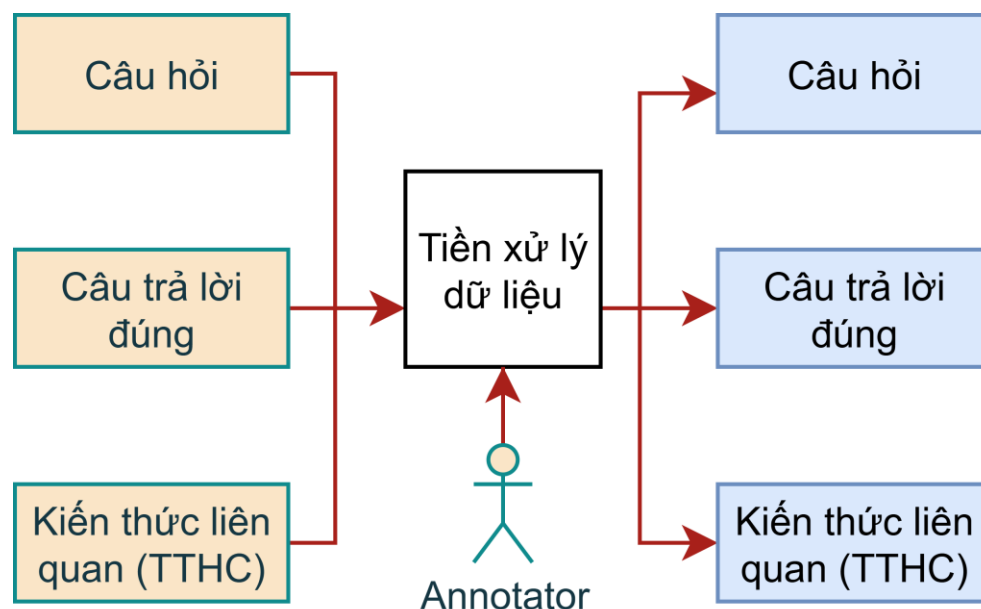 Câu hỏi
Câu trả lời
đúng
Kiến thức liên
quan (TTHC)
Tiền xử lý
dữ liệu
Annotator
Câu hỏi
Câu trả lời
đúng
Kiến thức liên
quan (TTHC)